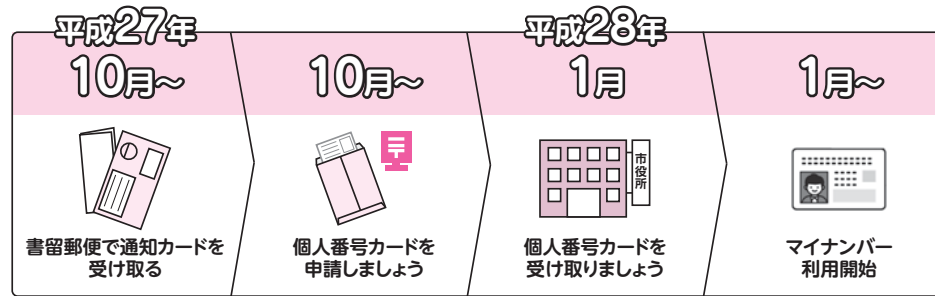 平成27年
10月～
書留郵便で通知カードを
受け取る
10月～
〒
個人番号カードを
申請しましょう
平成28年
1月
市役所
個人番号カードを
受け取りましょう
1月～
マイナンバー
利用開始